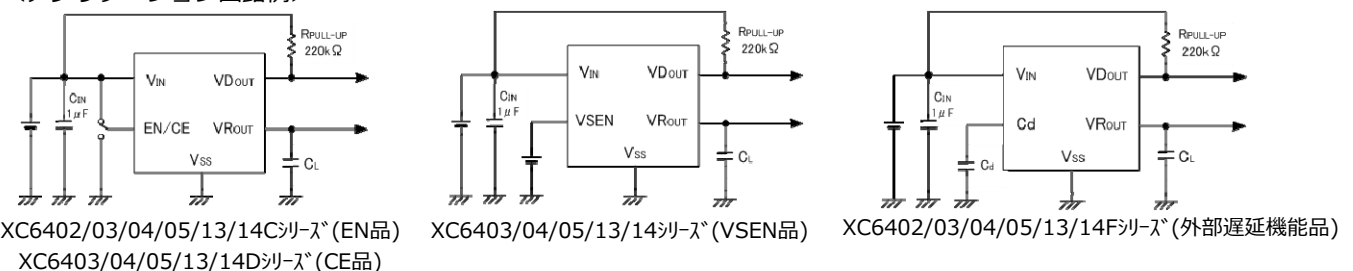 RPULL-UP
220kΩ
VIN
VDOUT
CIN
1μF
EN/CE
VROUT
VSS
CL
XC6402/03/04/05/13/14Cｼﾘｰｽﾞ(EN品)
XC6403/04/05/13/14Dｼﾘｰｽﾞ(CE品)
RPULL-UP
220kΩ
VIN
VDOUT
CIN
1μF
VSEN
VROUT
VSS
CL
XC6403/04/05/13/14ｼﾘｰｽﾞ(VSEN品)
RPULL-UP
220kΩ
VIN
VDOUT
CIN
1μF
Cd
VROUT
VSS
Cd
CL
XC6402/03/04/05/13/14Fｼﾘｰｽﾞ(外部遅延機能品)